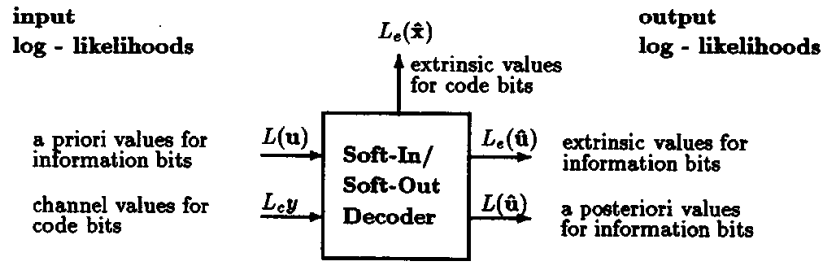 input
log - likelihoods
output
log - likelihoods
L_e(x̂)
extrinsic values
for code bits
a priori values for
information bits
L(u)
channel values for
code bits
L_c y
Soft-In/
Soft-Out
Decoder
L_e(û)
extrinsic values for
information bits
L(û)
a posteriori values
for information bits